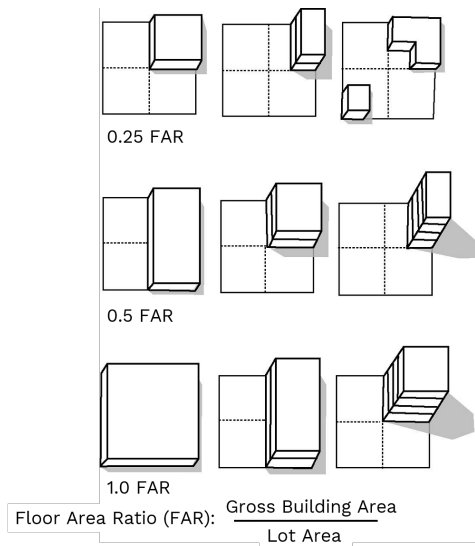 0.25 FAR
0.5 FAR
1.0 FAR
Floor Area Ratio (FAR): Gross Building Area
Lot Area